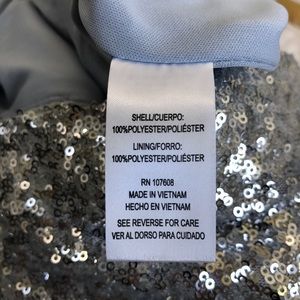 SHELL/CUERPO:
100%POLYESTER/POLIÉSTER
LINING/FORRO:
100%POLYESTER/POLIÉSTER
RN 107608
MADE IN VIETNAM
HECHO EN VIETNAM
SEE REVERSE FOR CARE
VER AL DORSO PARA CUIDADO